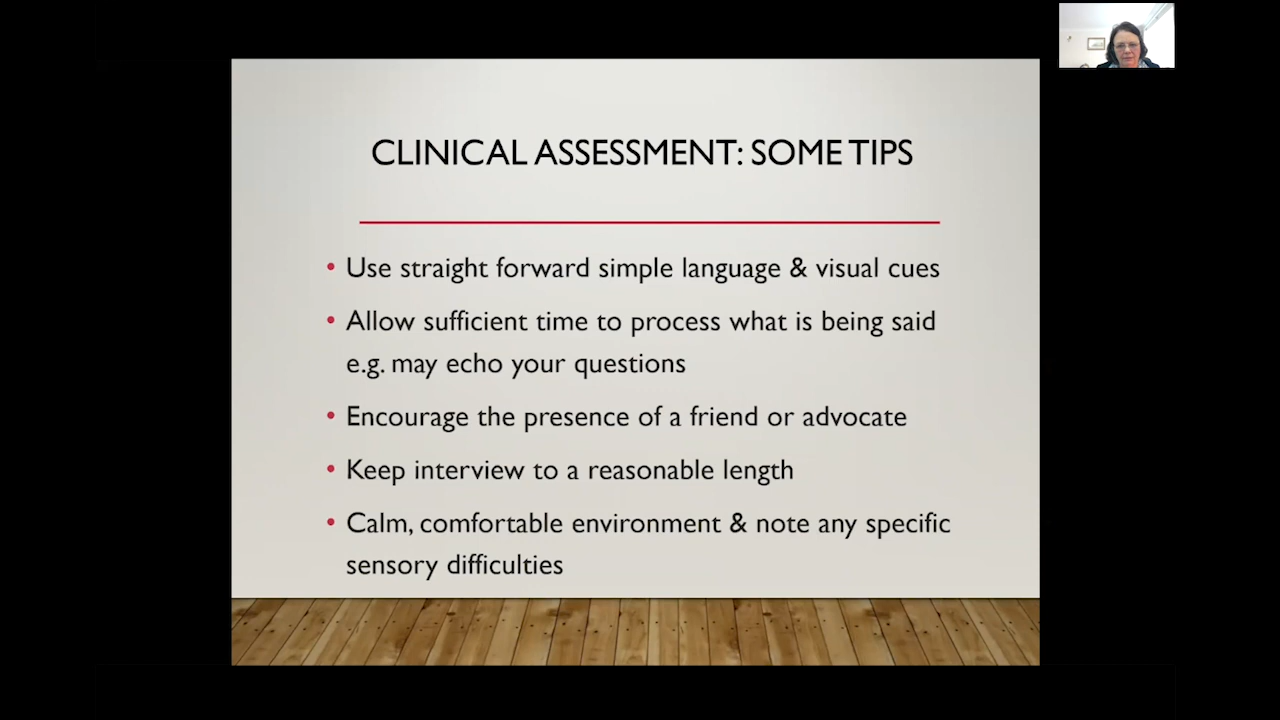 CLINICAL ASSESSMENT: SOME TIPS
• Use straight forward simple language & visual cues
• Allow sufficient time to process what is being said
e.g. may echo your questions
• Encourage the presence of a friend or advocate
• Keep interview to a reasonable length
• Calm, comfortable environment & note any specific
sensory difficulties